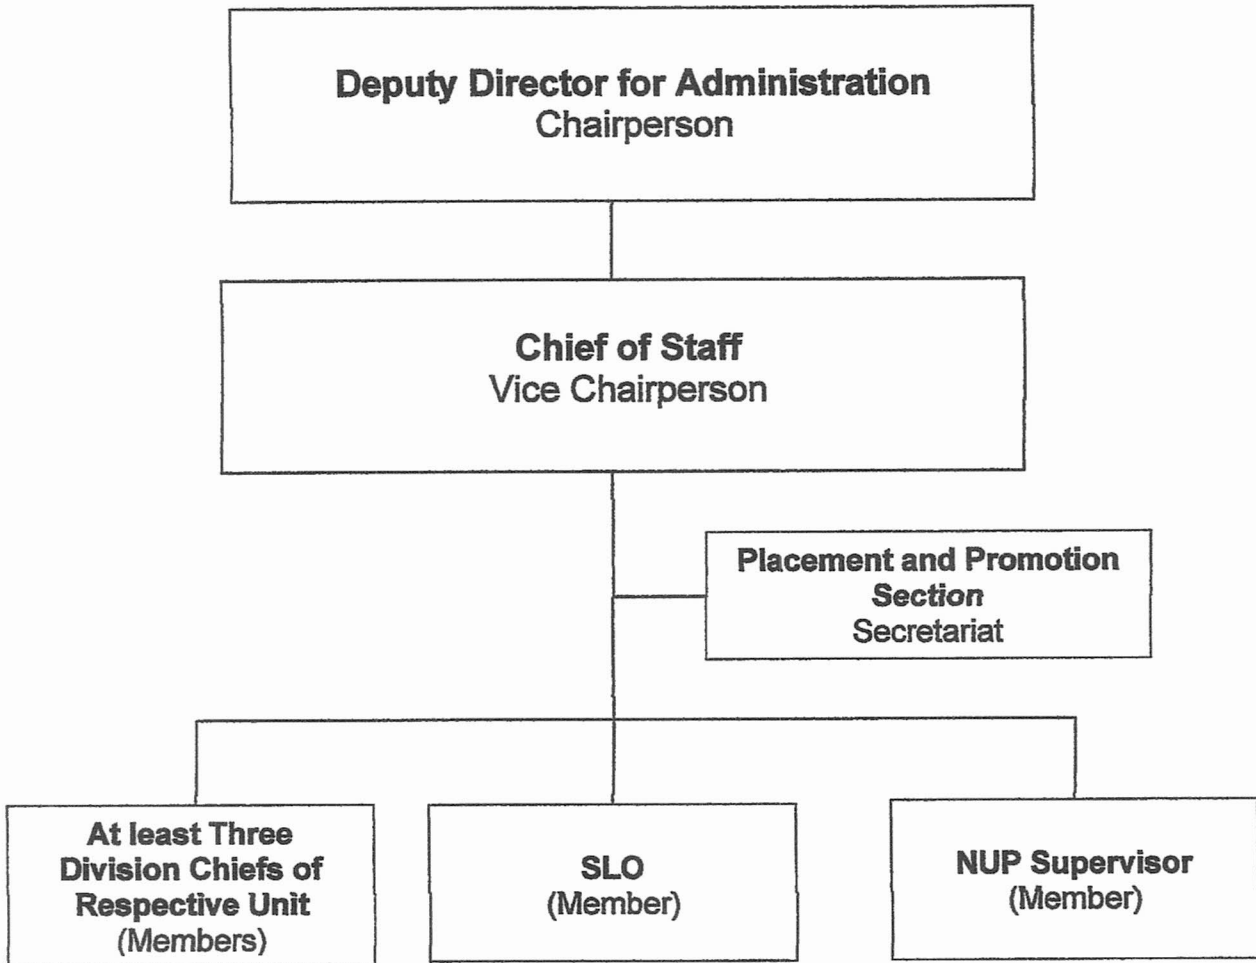 Deputy Director for Administration
Chairperson
Chief of Staff
Vice Chairperson
Placement and Promotion
Section
Secretariat
At least Three
Division Chiefs of
Respective Unit
(Members)
SLO
(Member)
NUP Supervisor
(Member)